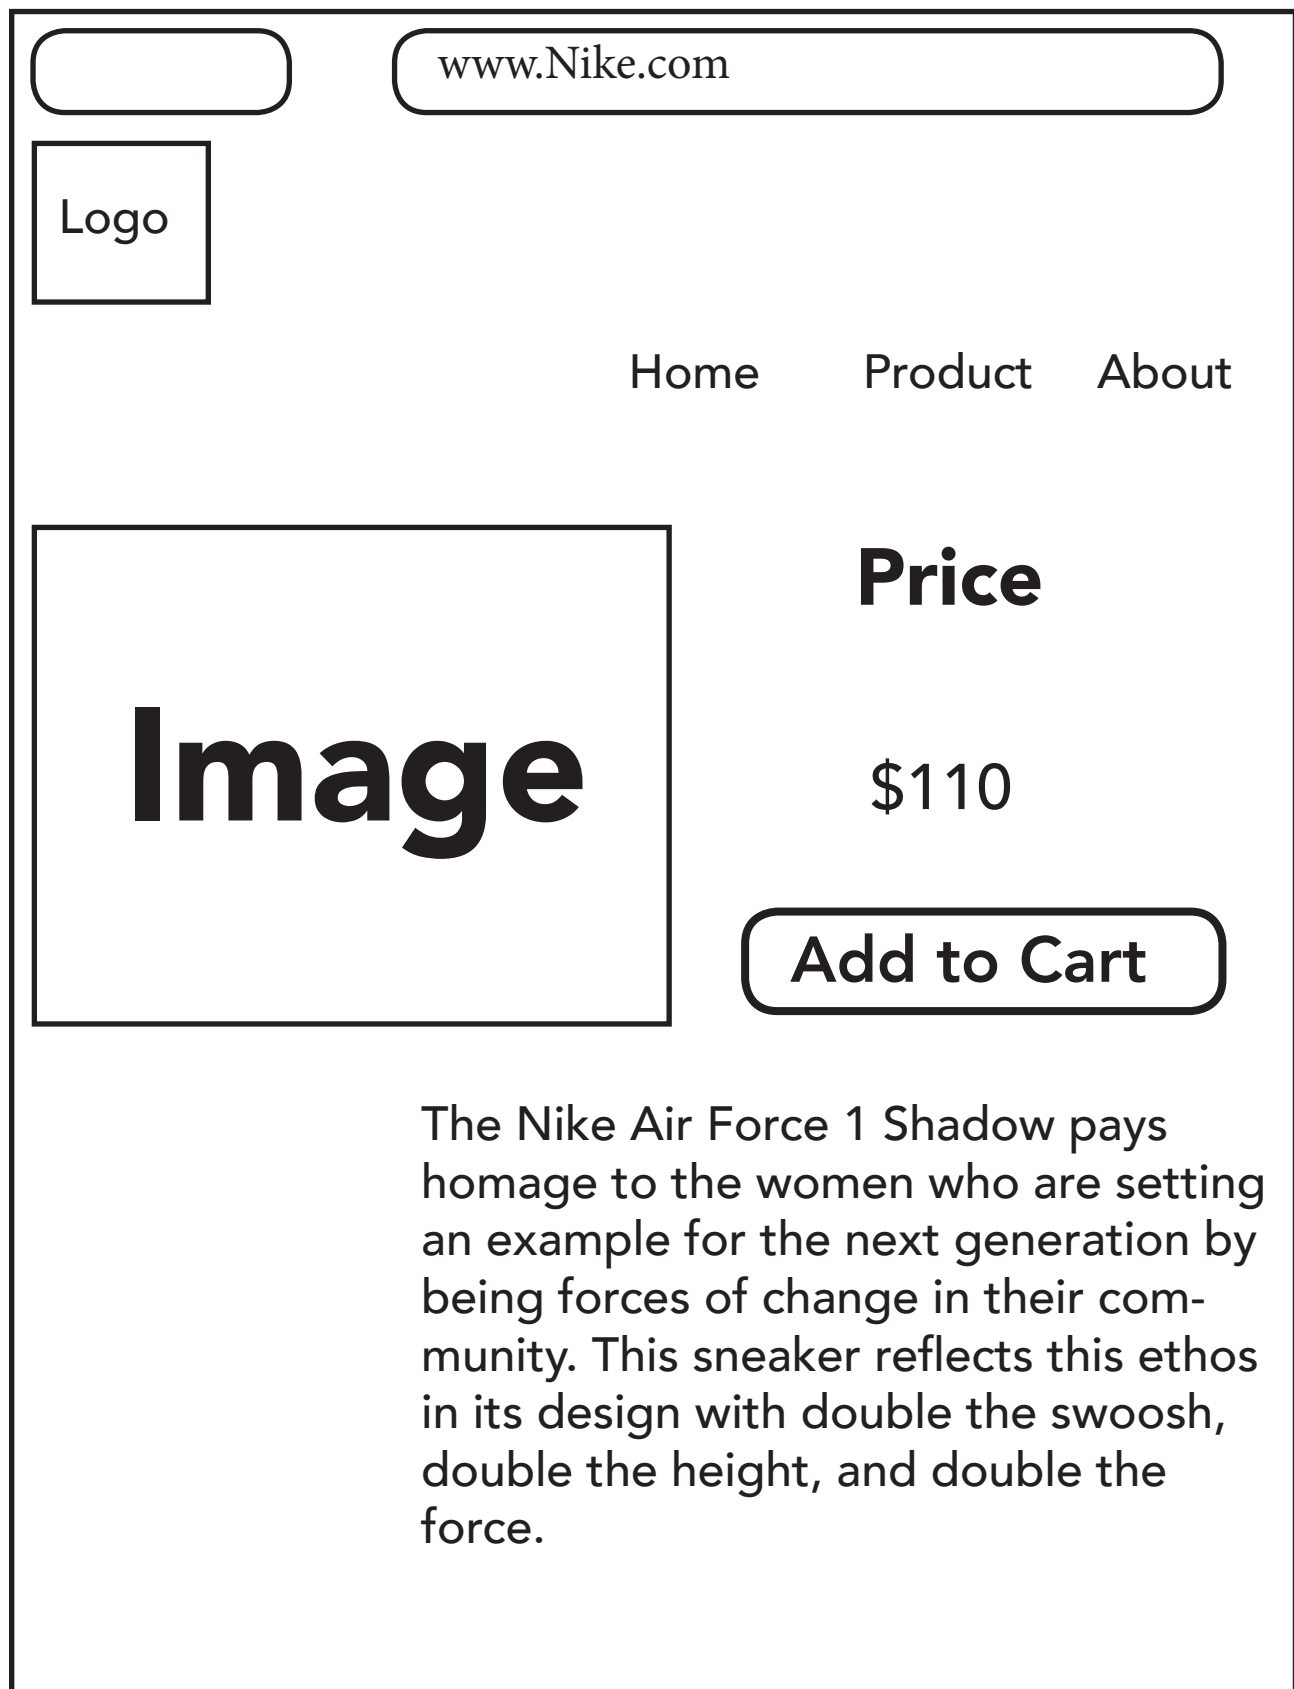 www.Nike.com
Logo
Home Product About
Price
Image
$110
Add to Cart
The Nike Air Force 1 Shadow pays
homage to the women who are setting
an example for the next generation by
being forces of change in their com-
munity. This sneaker reflects this ethos
in its design with double the swoosh,
double the height, and double the
force.